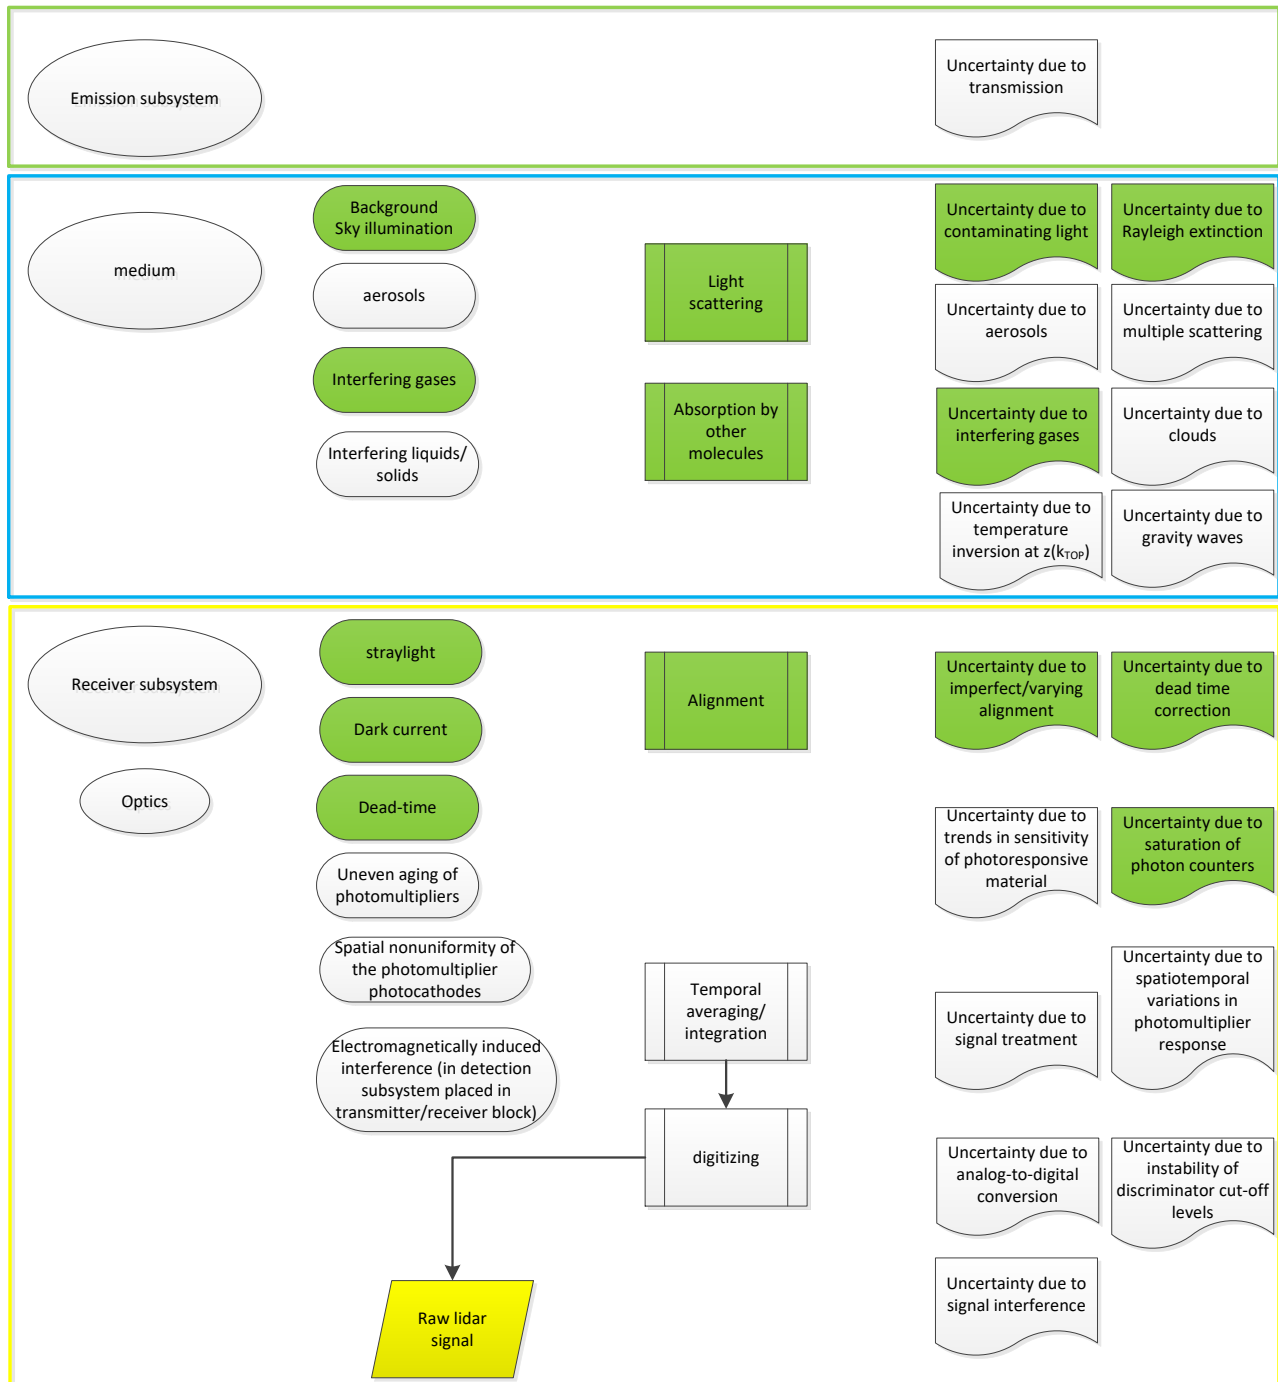 Emission subsystem
Uncertainty due to
transmission
medium
Background
Sky illumination
aerosols
Interfering gases
Interfering liquids/
solids
Light
scattering
Absorption by
other
molecules
Uncertainty due to
contaminating light
Uncertainty due to
Rayleigh extinction
Uncertainty due to
aerosols
Uncertainty due to
multiple scattering
Uncertainty due to
interfering gases
Uncertainty due to
clouds
Uncertainty due to
temperature
inversion at z(kTOP)
Uncertainty due to
gravity waves
Receiver subsystem
Optics
straylight
Dark current
Dead-time
Uneven aging of
photomultipliers
Spatial nonuniformity of
the photomultiplier
photocathodes
Electromagnetically induced
interference (in detection
subsystem placed in
transmitter/receiver block)
Alignment
Temporal
averaging/
integration
digitizing
Raw lidar
signal
Uncertainty due to
imperfect/varying
alignment
Uncertainty due to
dead time
correction
Uncertainty due to
trends in sensitivity
of photoresponsive
material
Uncertainty due to
saturation of
photon counters
Uncertainty due to
signal treatment
Uncertainty due to
spatiotemporal
variations in
photomultiplier
response
Uncertainty due to
analog-to-digital
conversion
Uncertainty due to
instability of
discriminator cut-off
levels
Uncertainty due to
signal interference